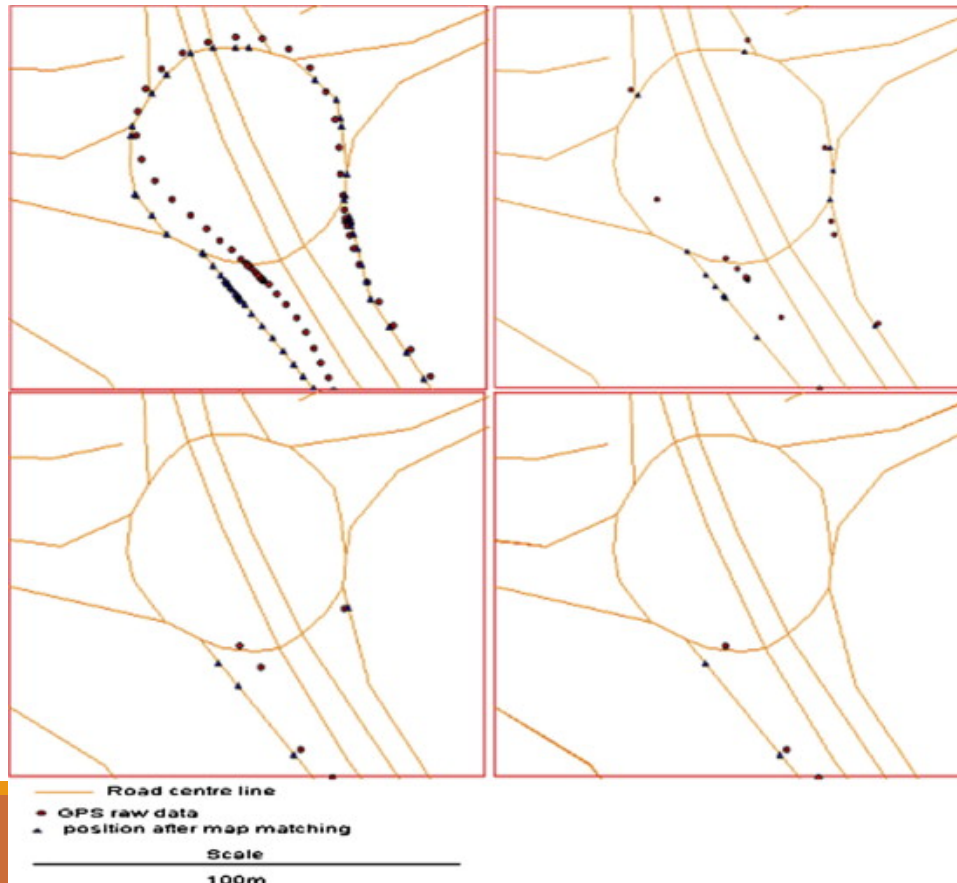 Road centre line
GPS raw data
position after map matching
Scale
100m